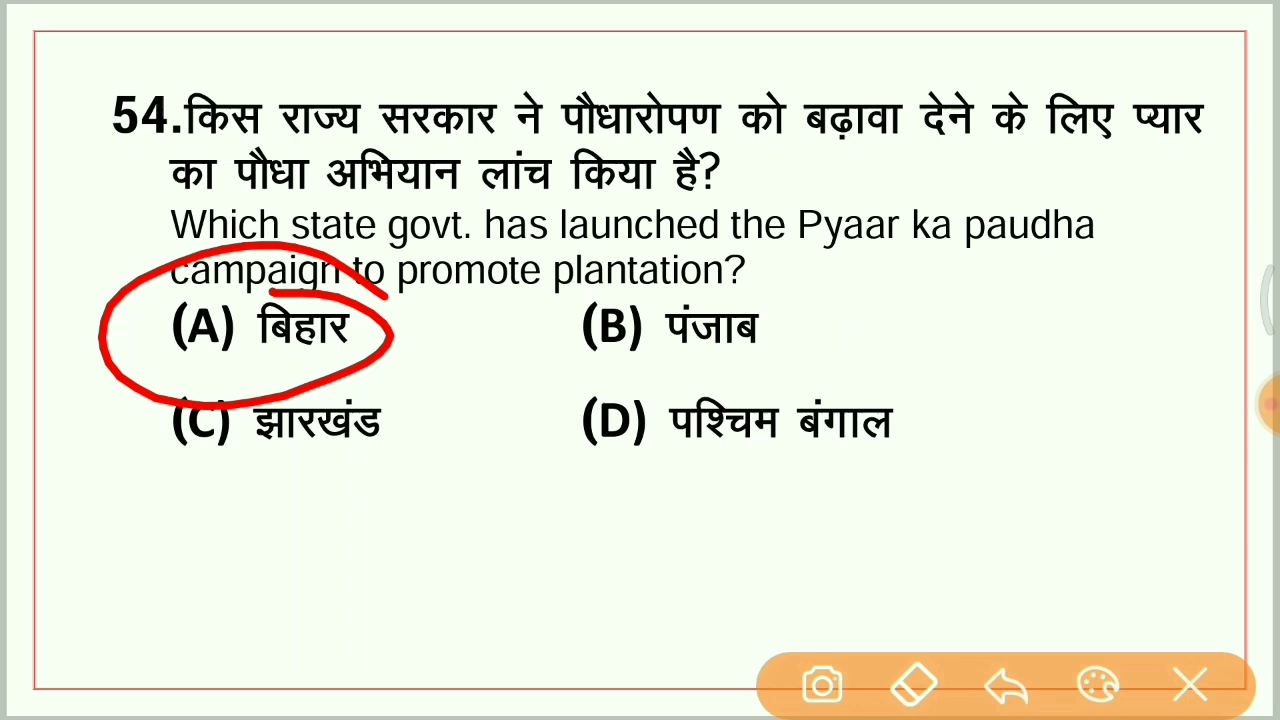 54.किस राज्य सरकार ने पौधारोपण को बढ़ावा देने के लिए प्यार
का पौधा अभियान लांच किया है?
Which state govt. has launched the Pyaar ka paudha
campaign to promote plantation?
(A) बिहार (B) पंजाब
(C) झारखंड (D) पश्चिम बंगाल